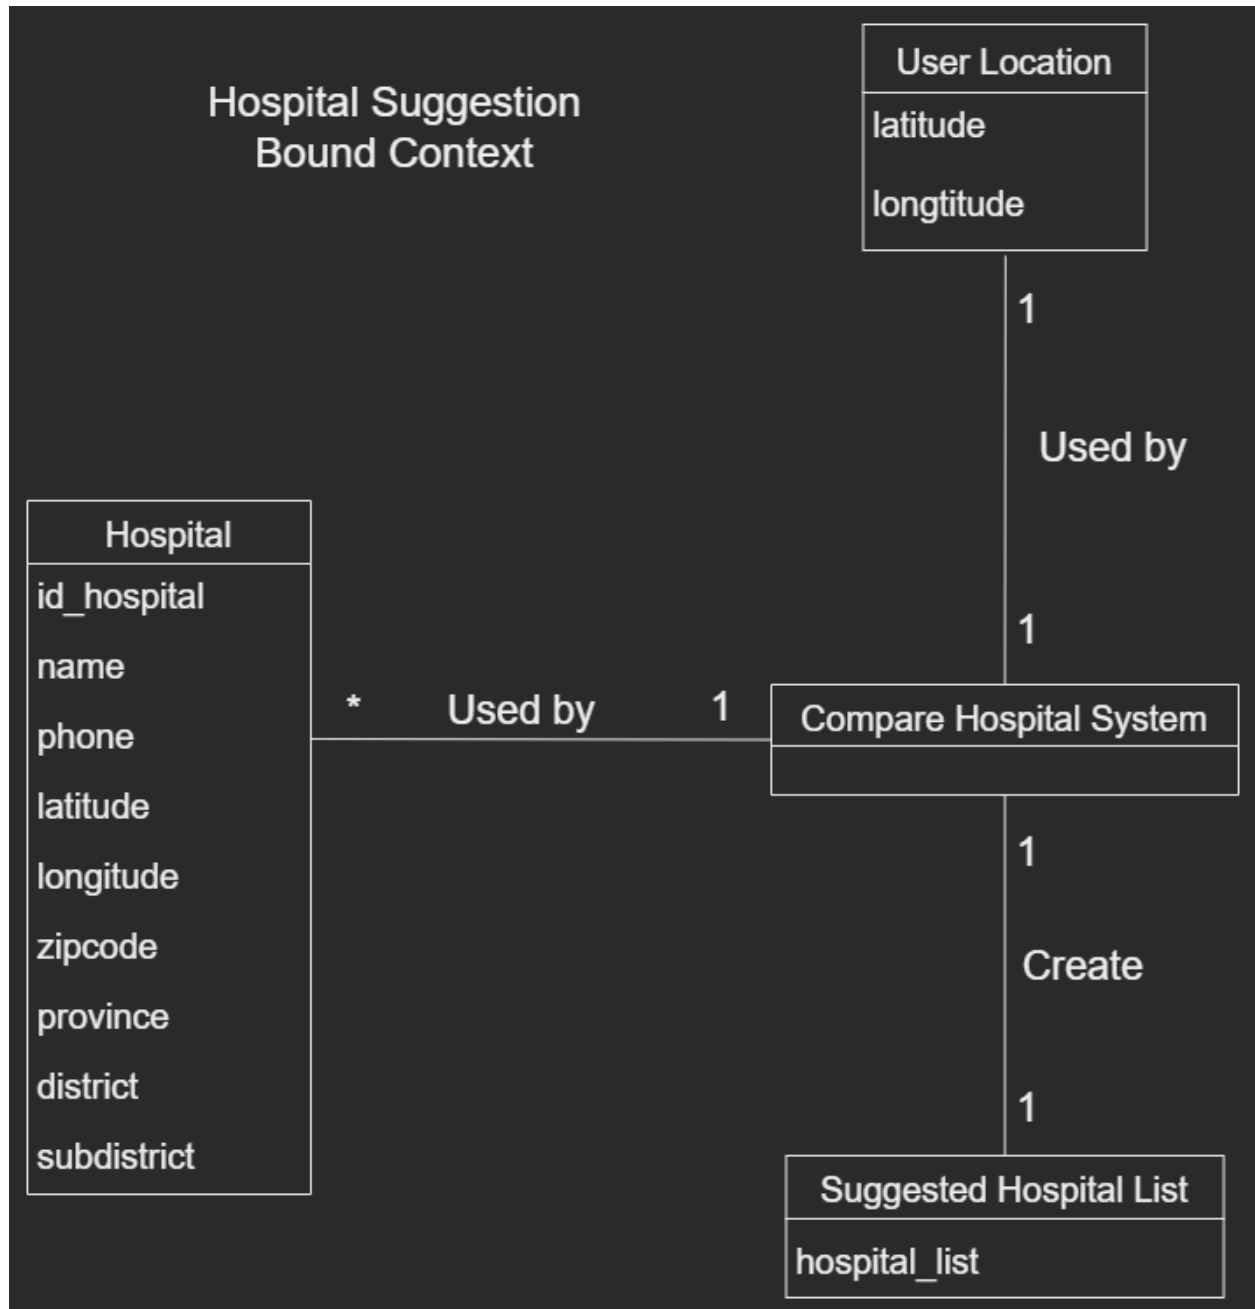 Hospital Suggestion
Bound Context
User Location
latitude
longtitude
1
Used by
1
Hospital
id_hospital
name
phone
latitude
longitude
zipcode
province
district
subdistrict
* Used by 1
Compare Hospital System
1
Create
1
Suggested Hospital List
hospital_list